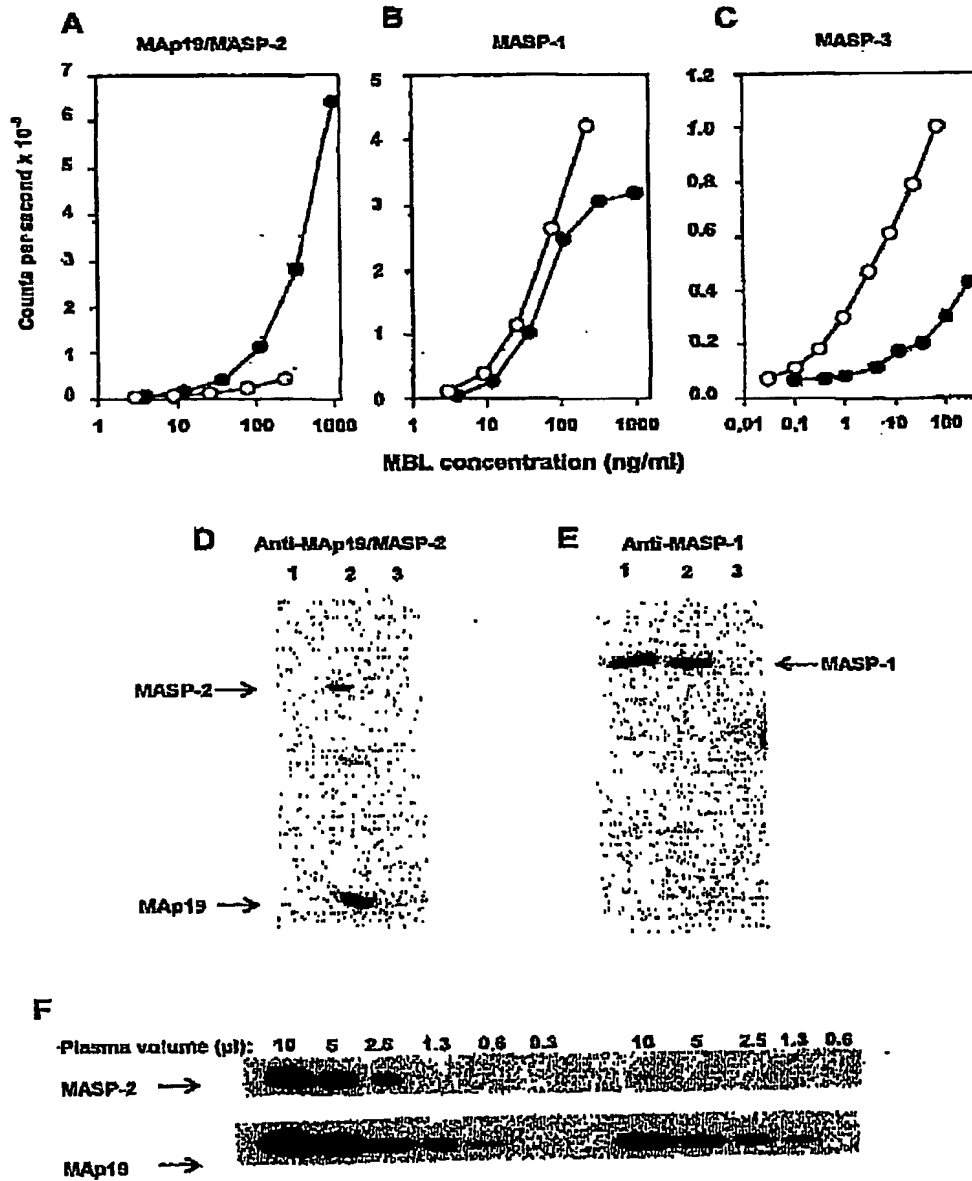 A
MAp19/MASP-2
B
MASP-1
C
MASP-3
Counts per second x 10⁻³
7
6
5
4
3
2
1
0
1 10 100 1000
5
4
3
2
1
0
1 10 100 1000
1.2
1.0
0.8
0.6
0.4
0.2
0.0
0.01 0.1 1 10 100
MBL concentration (ng/ml)
D
Anti-MAp19/MASP-2
1 2 3
MASP-2
MAp19
E
Anti-MASP-1
1 2 3
MASP-1
F
Plasma volume (µl): 10 5 2.5 1.3 0.6 0.3 10 5 2.5 1.3 0.6
MASP-2
MAp19